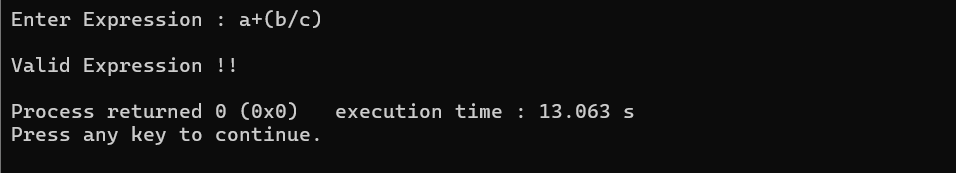 Enter Expression : a+(b/c)
Valid Expression !!
Process returned 0 (0x0)   execution time : 13.063 s
Press any key to continue.